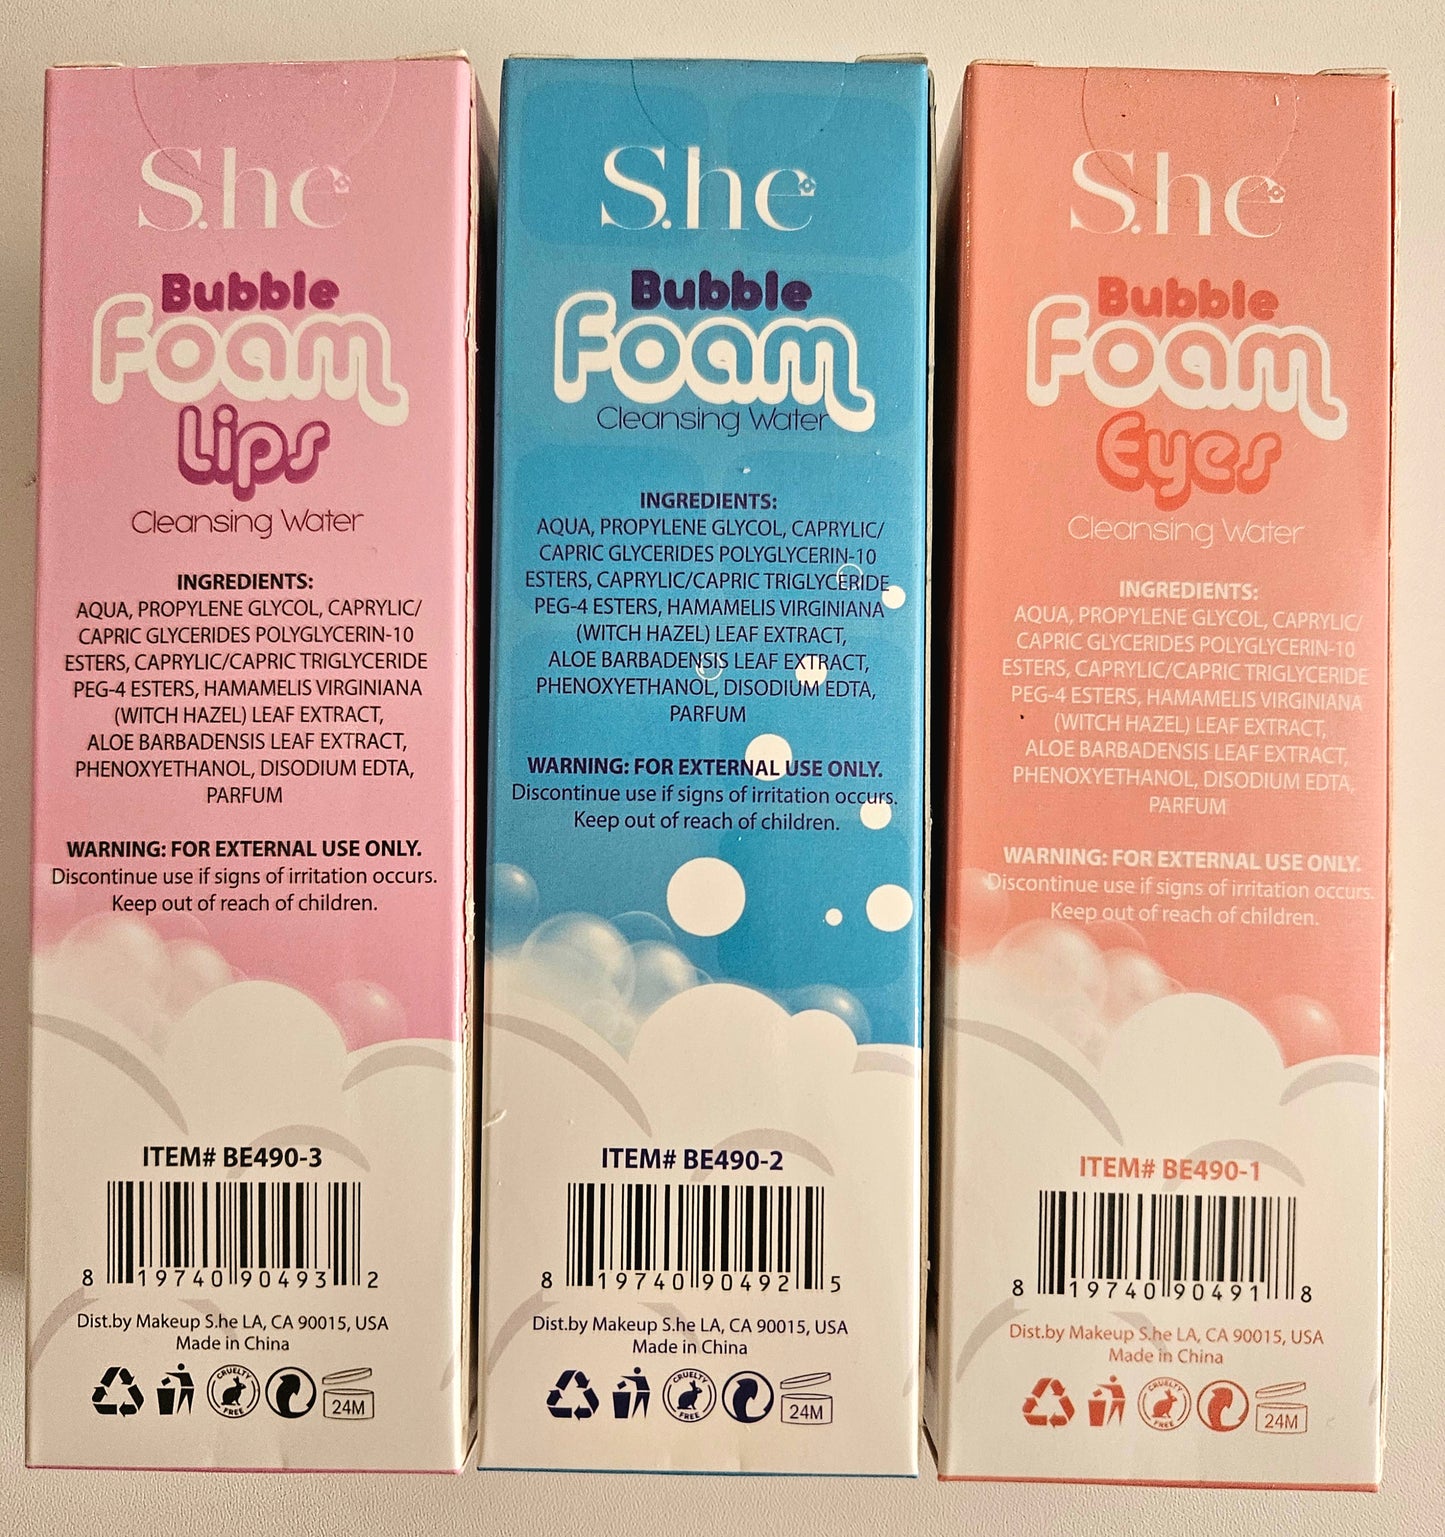 S.he
Bubble
Foam
Lips
Cleansing Water
INGREDIENTS:
AQUA, PROPYLENE GLYCOL, CAPRYLIC/
CAPRIC GLYCERIDES POLYGLYCERIN-10
ESTERS, CAPRYLIC/CAPRIC TRIGLYCERIDE
PEG-4 ESTERS, HAMAMELIS VIRGINIANA
(WITCH HAZEL) LEAF EXTRACT,
ALOE BARBADENSIS LEAF EXTRACT,
PHENOXYETHANOL, DISODIUM EDTA,
PARFUM
WARNING: FOR EXTERNAL USE ONLY.
Discontinue use if signs of irritation occurs.
Keep out of reach of children.
ITEM# BE490-3
8 19740 90493 2
Dist.by Makeup S.he LA, CA 90015, USA
Made in China
CRUELTY
FREE
24M
S.he
Bubble
Foam
Cleansing Water
INGREDIENTS:
AQUA, PROPYLENE GLYCOL, CAPRYLIC/
CAPRIC GLYCERIDES POLYGLYCERIN-10
ESTERS, CAPRYLIC/CAPRIC TRIGLYCERIDE
PEG-4 ESTERS, HAMAMELIS VIRGINIANA
(WITCH HAZEL) LEAF EXTRACT,
ALOE BARBADENSIS LEAF EXTRACT,
PHENOXYETHANOL, DISODIUM EDTA,
PARFUM
WARNING: FOR EXTERNAL USE ONLY.
Discontinue use if signs of irritation occurs.
Keep out of reach of children.
ITEM# BE490-2
8 19740 90492 5
Dist.by Makeup S.he LA, CA 90015, USA
Made in China
CRUELTY
FREE
24M
S.he
Bubble
Foam
Eyes
Cleansing Water
INGREDIENTS:
AQUA, PROPYLENE GLYCOL, CAPRYLIC/
CAPRIC GLYCERIDES POLYGLYCERIN-10
ESTERS, CAPRYLIC/CAPRIC TRIGLYCERIDE
PEG-4 ESTERS, HAMAMELIS VIRGINIANA
(WITCH HAZEL) LEAF EXTRACT,
ALOE BARBADENSIS LEAF EXTRACT,
PHENOXYETHANOL, DISODIUM EDTA,
PARFUM
WARNING: FOR EXTERNAL USE ONLY.
Discontinue use if signs of irritation occurs.
Keep out of reach of children.
ITEM# BE490-1
8 19740 90491 8
Dist.by Makeup S.he LA, CA 90015, USA
Made in China
CRUELTY
FREE
24M